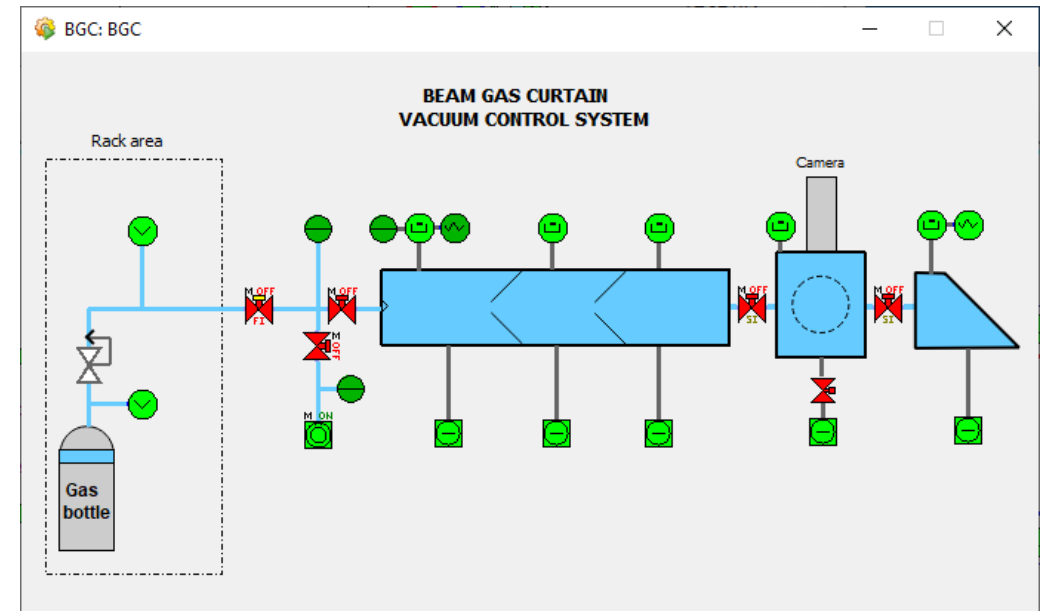 BGC: BGC
BEAM GAS CURTAIN
VACUUM CONTROL SYSTEM
Rack area
Camera
M OFF
FI
M OFF
M OFF
SI
M OFF
SI
M OFF
M ON
Gas
bottle